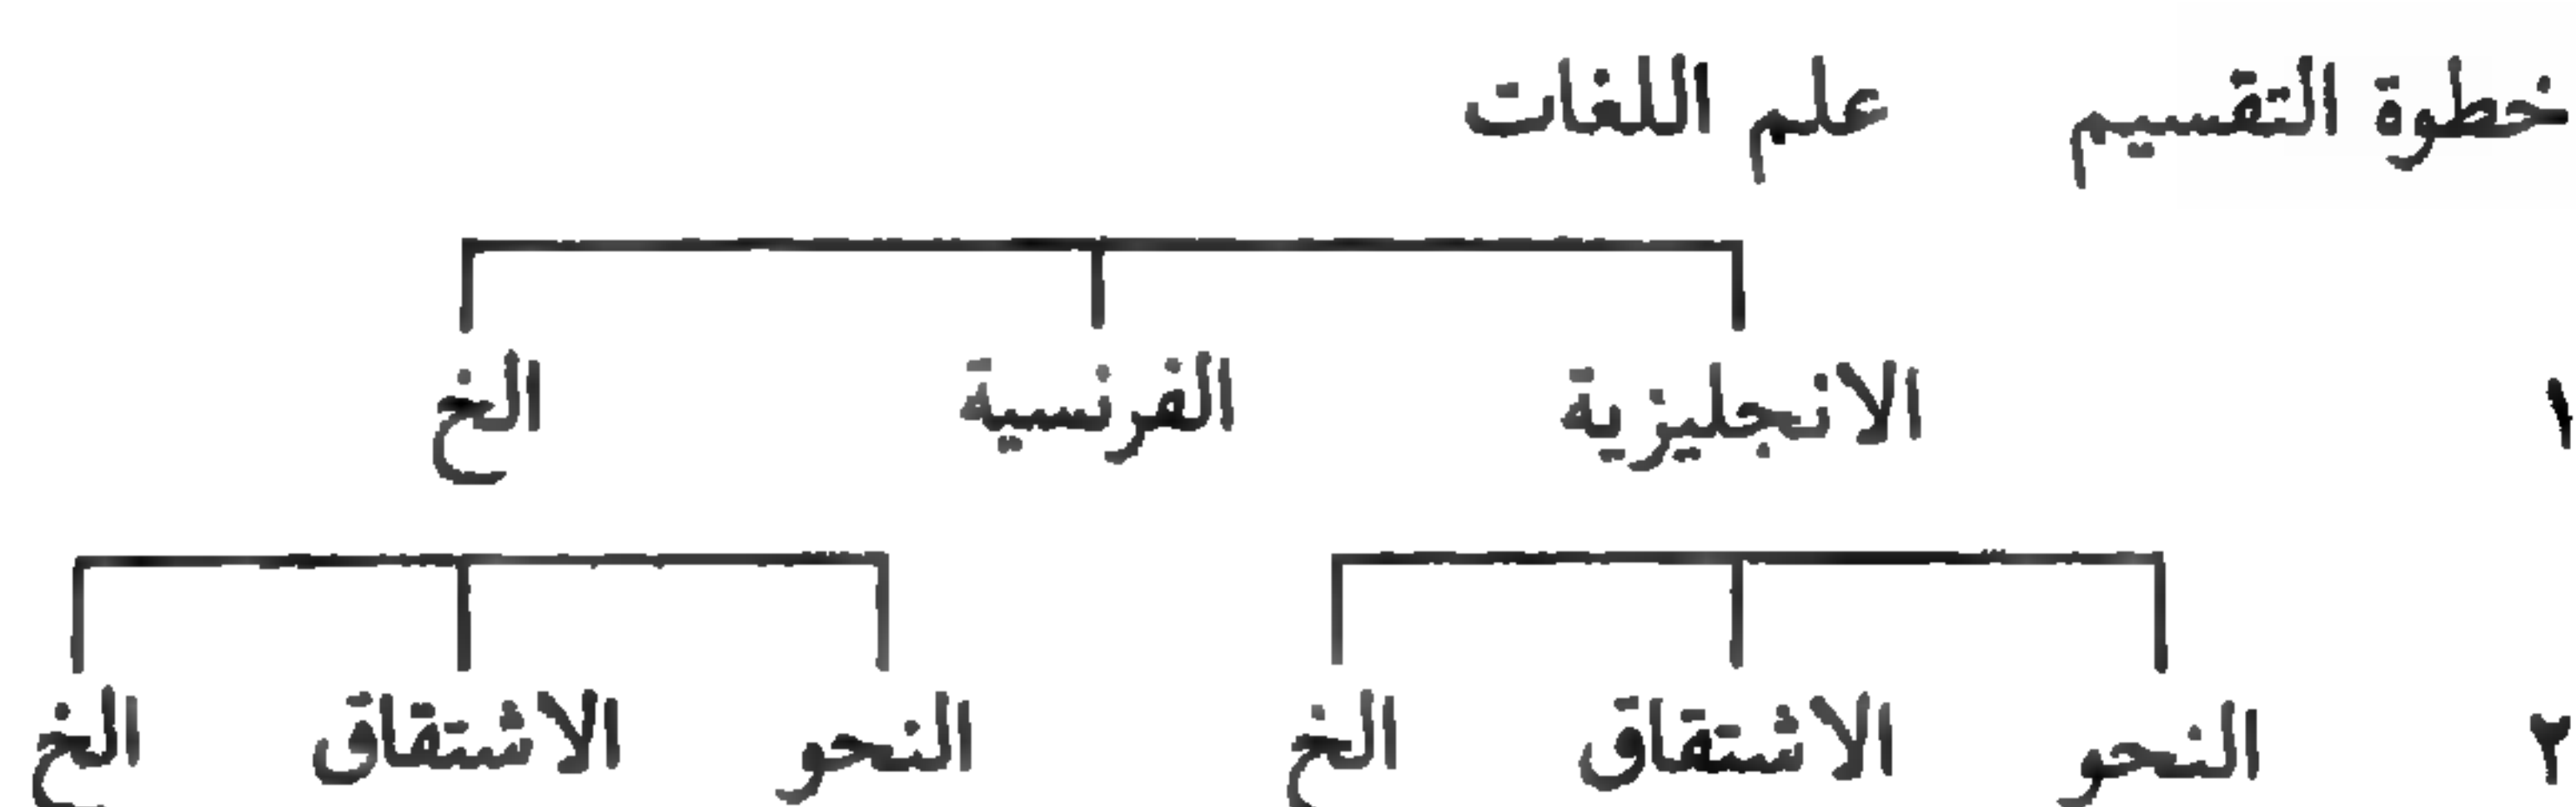 خطوة التقسيم علم اللغات
١ الانجليزية الفرنسية الخ
٢ النحو الاشتقاق الخ النحو الاشتقاق الخ